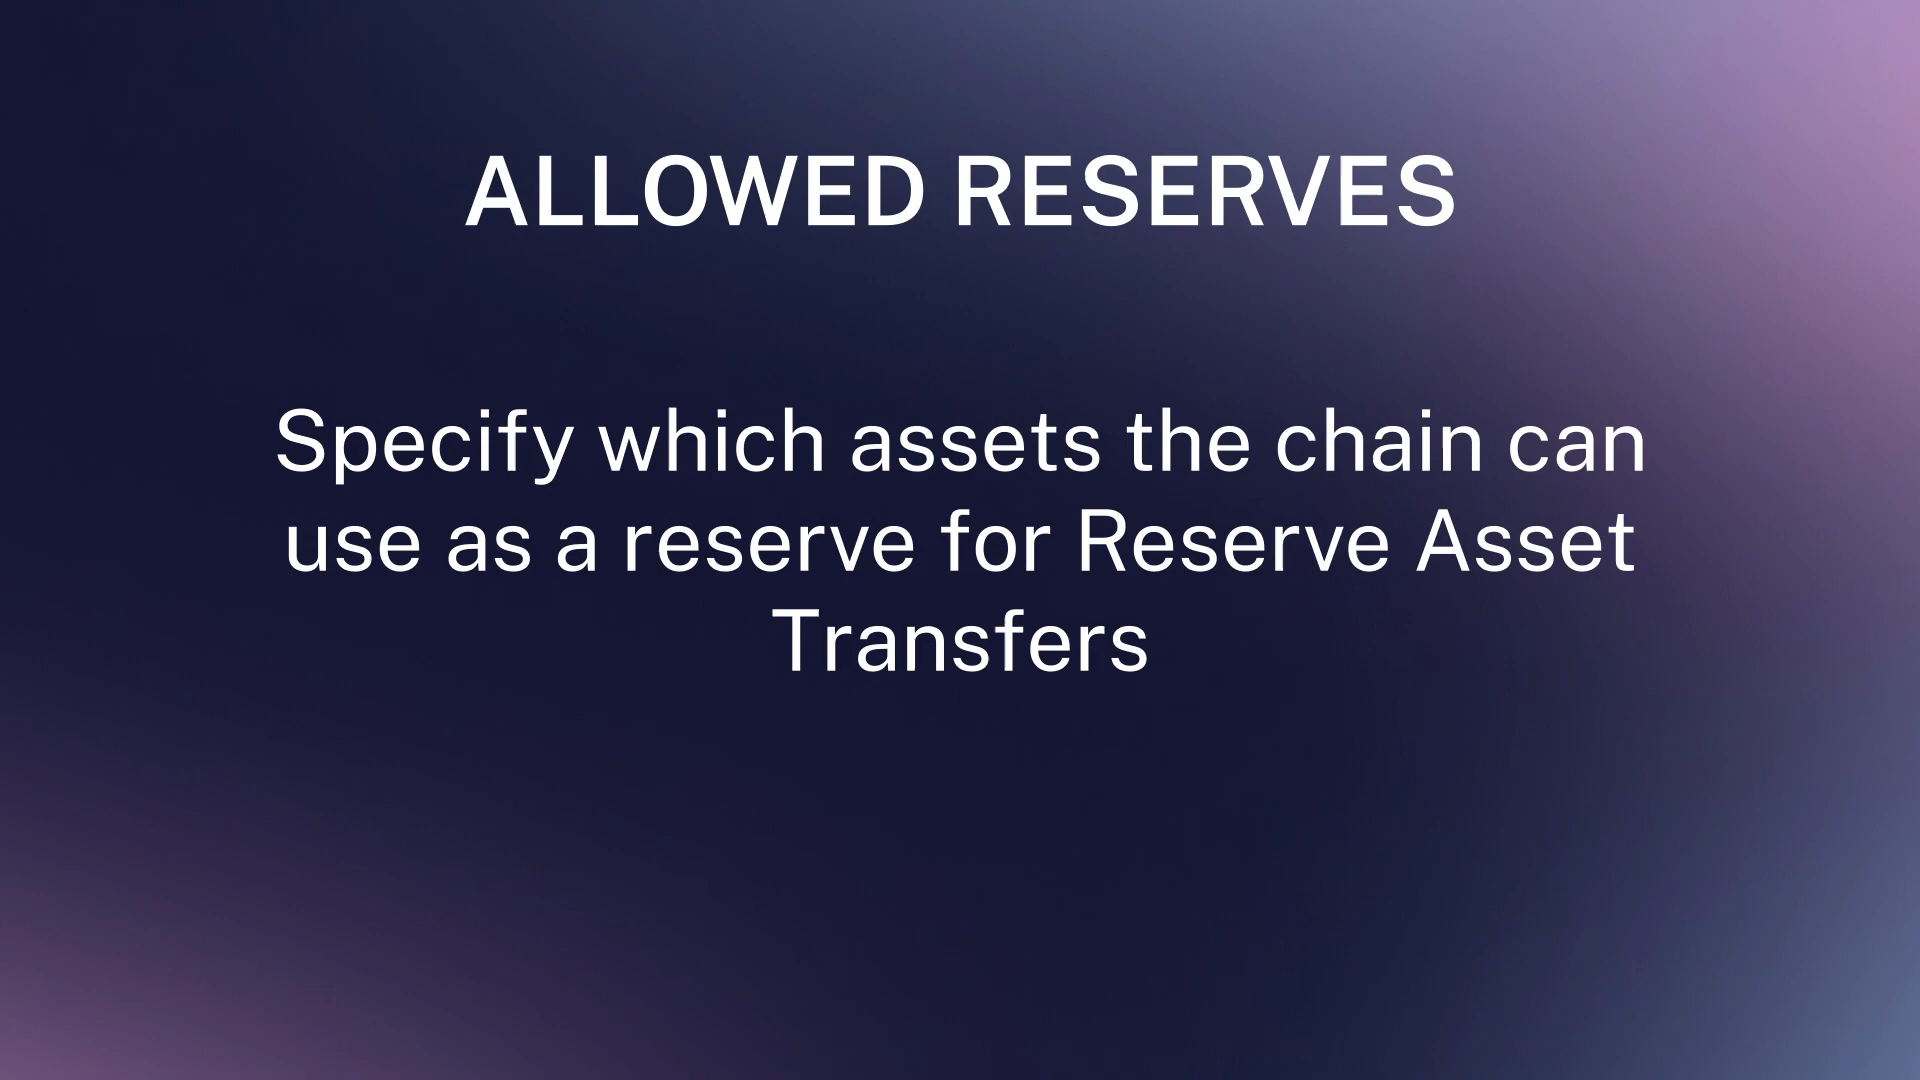 ALLOWED RESERVES
Specify which assets the chain can
use as a reserve for Reserve Asset
Transfers